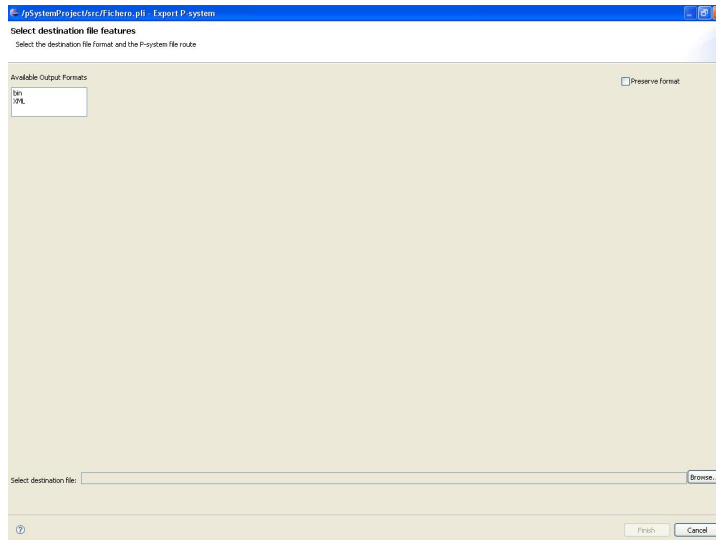 /pSystemProject/src/Fichero.pli - Export P-system
Select destination file features
Select the destination file format and the P-system file route
Available Output Formats
Preserve format
bin
XML
Select destination file:
Browse..
Finish
Cancel